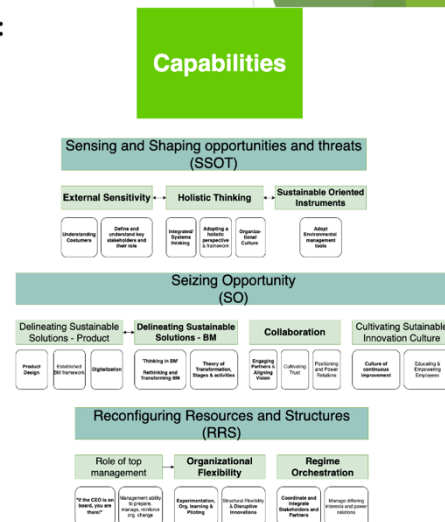 :
Capabilities
Sensing and Shaping opportunities and threats
(SSOT)
External Sensitivity
Holistic Thinking
Sustainable Oriented
Instruments
Understanding
Costumers
Define and
understand key
stakeholders and
their role
Integrated/
Systems
thinking
Adopting a
holistic
perspective
& framework
Organiza-
tional
Culture
Adopt
Environmental
management
tools
Seizing Opportunity
(SO)
Delineating Sustainable
Solutions - Product
Delineating Sustainable
Solutions - BM
Collaboration
Cultivating Sustainable
Innovation Culture
Product
Design
Established
BM framework
Digitalization
'Thinking in BM'
Rethinking and
Transforming BM
Theory of
Transformation,
Stages & activities
Engaging
Partners is
Aligning
Vision
Cultivating
Trust
Positioning
and Power
Relations
Culture of
continuous
improvement
Educating &
Empowering
Employees
Reconfiguring Resources and Structures
(RRS)
Role of top
management
Organizational
Flexibility
Regime
Orchestration
"If the CEO is on
board, you are
there!"
Management ability
to prepare,
manage, reinforce
org. change
Experimentation,
Org. learning &
Piloting
Structural Flexibility
& Disruptive
Innovations
Coordinate and
Integrate
Stakeholders and
Partners
Manage differing
interests and power
relations